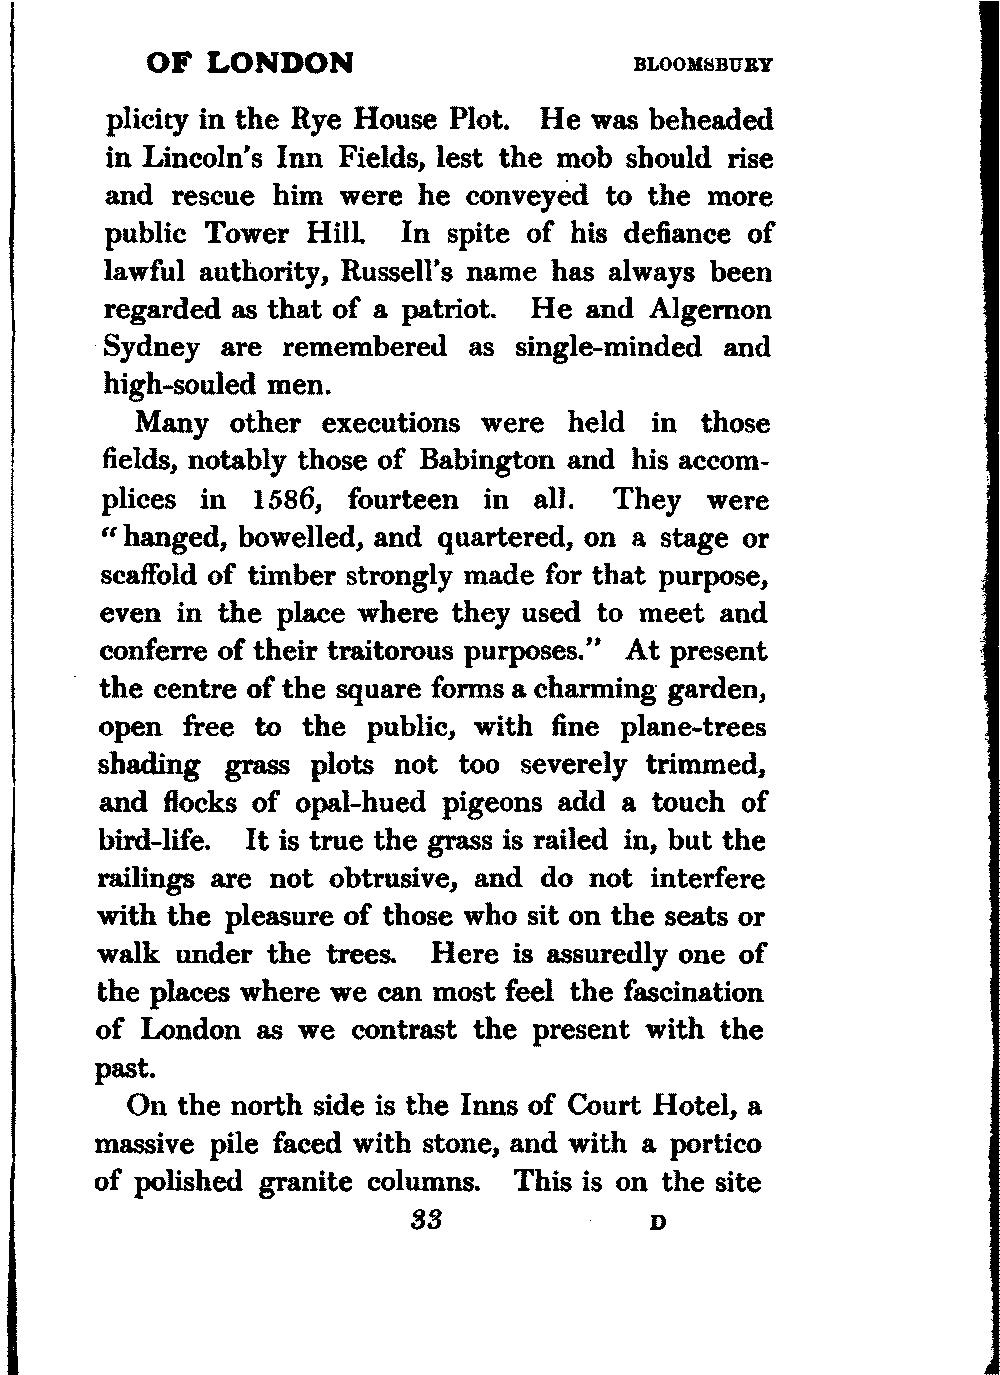 OF LONDON BLOOMSBURY
plicity in the Rye House Plot. He was beheaded
in Lincoln's Inn Fields, lest the mob should rise
and rescue him were he conveyed to the more
public Tower Hill. In spite of his defiance of
lawful authority, Russell's name has always been
regarded as that of a patriot. He and Algernon
Sydney are remembered as single-minded and
high-souled men.
Many other executions were held in those
fields, notably those of Babington and his accom-
plices in 1586, fourteen in all. They were
"hanged, bowelled, and quartered, on a stage or
scaffold of timber strongly made for that purpose,
even in the place where they used to meet and
conferre of their traitorous purposes." At present
the centre of the square forms a charming garden,
open free to the public, with fine plane-trees
shading grass plots not too severely trimmed,
and flocks of opal-hued pigeons add a touch of
bird-life. It is true the grass is railed in, but the
railings are not obtrusive, and do not interfere
with the pleasure of those who sit on the seats or
walk under the trees. Here is assuredly one of
the places where we can most feel the fascination
of London as we contrast the present with the
past.
On the north side is the Inns of Court Hotel, a
massive pile faced with stone, and with a portico
of polished granite columns. This is on the site
33 D